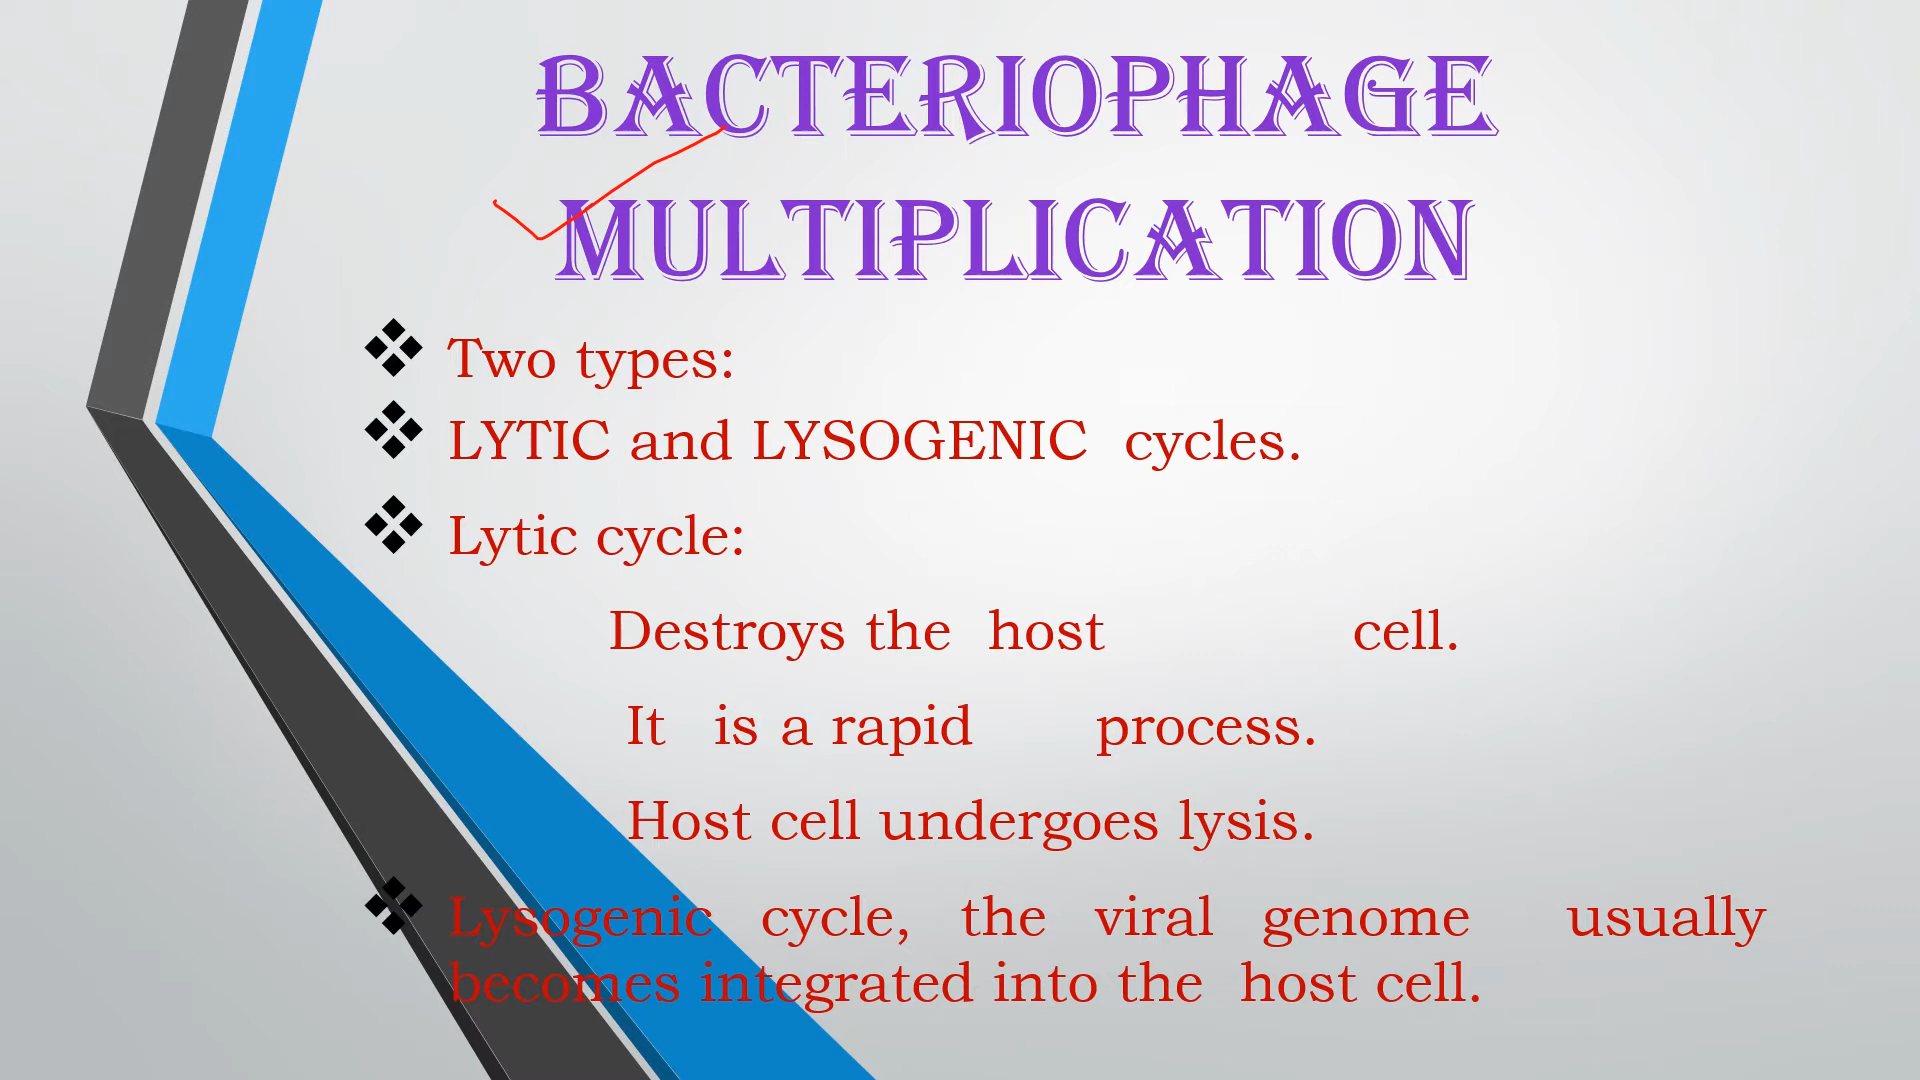 BACTERIOPHAGE
MULTIPLICATION
❖ Two types:
❖ LYTIC and LYSOGENIC cycles.
❖ Lytic cycle:
Destroys the host cell.
It is a rapid process.
Host cell undergoes lysis.
❖ Lysogenic cycle, the viral genome usually
becomes integrated into the host cell.